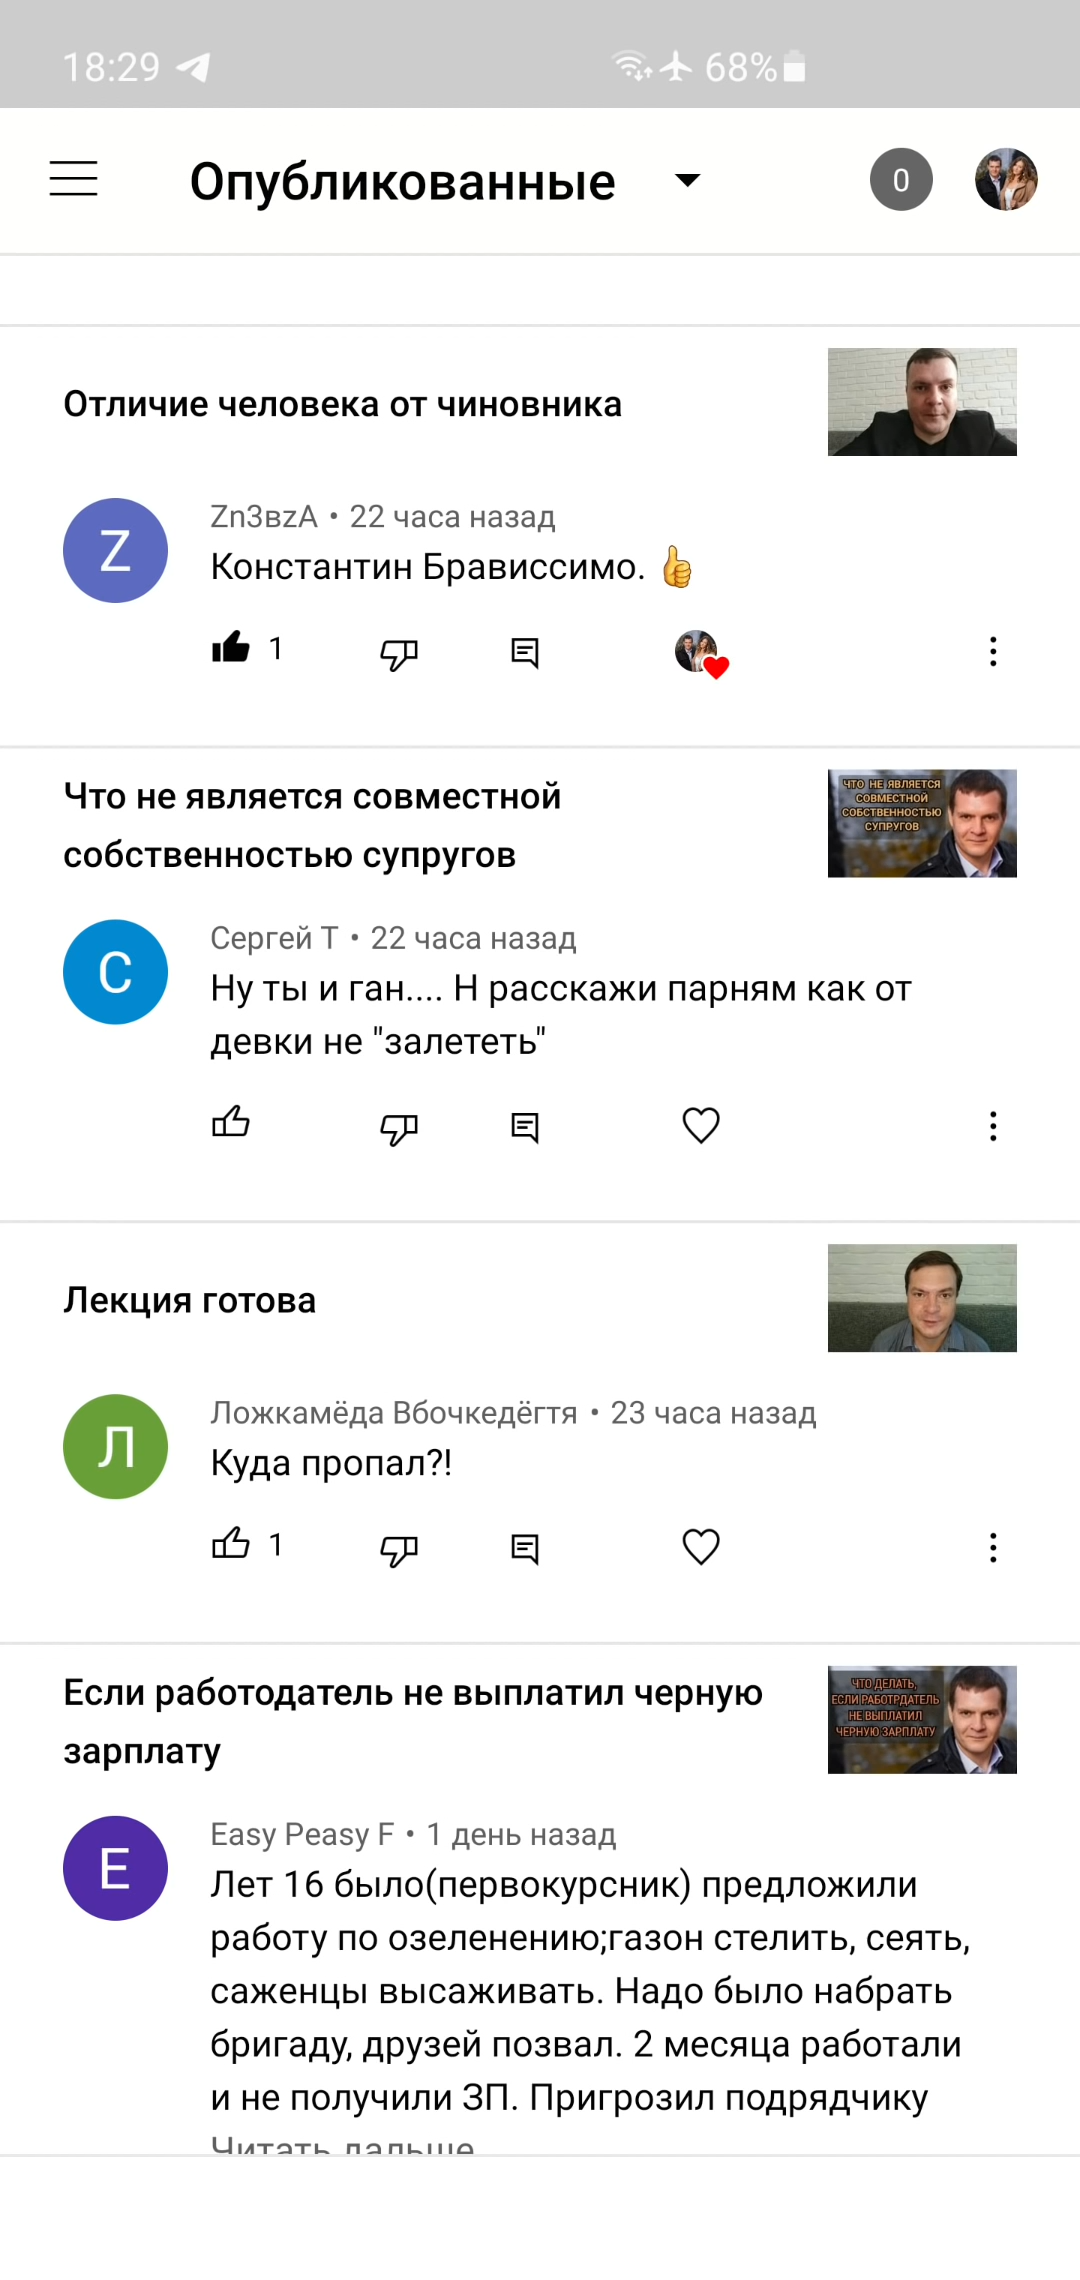 18:29
68%
Опубликованные
0
Отличие человека от чиновника
Z
Zn3вzA • 22 часа назад
Константин Брависсимо. 👍
1
Что не является совместной
собственностью супругов
ЧТО НЕ ЯВЛЯЕТСЯ
СОВМЕСТНОЙ
СОБСТВЕННОСТЬЮ
СУПРУГОВ
С
Сергей Т • 22 часа назад
Ну ты и ган.... Н расскажи парням как от
девки не "залететь"
Лекция готова
Л
Ложкамёда Вбочкедёгтя • 23 часа назад
Куда пропал?!
1
Если работодатель не выплатил черную
зарплату
ЧТО ДЕЛАТЬ,
ЕСЛИ РАБОТРДАТЕЛЬ
НЕ ВЫПЛАТИЛ
ЧЕРНУЮ ЗАРПЛАТУ
E
Easy Peasy F • 1 день назад
Лет 16 было(первокурсник) предложили
работу по озеленению;газон стелить, сеять,
саженцы высаживать. Надо было набрать
бригаду, друзей позвал. 2 месяца работали
и не получили ЗП. Пригрозил подрядчику
Читать дальше